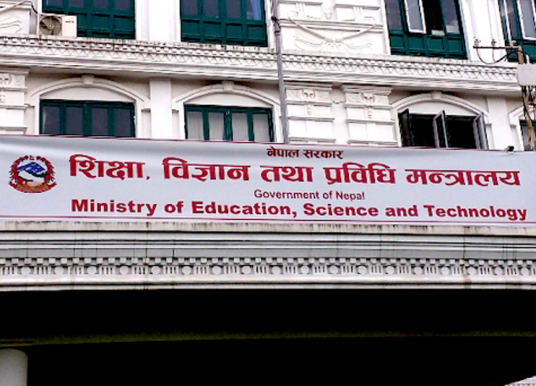 नेपाल सरकार
शिक्षा, विज्ञान तथा प्रविधि मन्त्रालय
Government of Nepal
Ministry of Education, Science and Technology